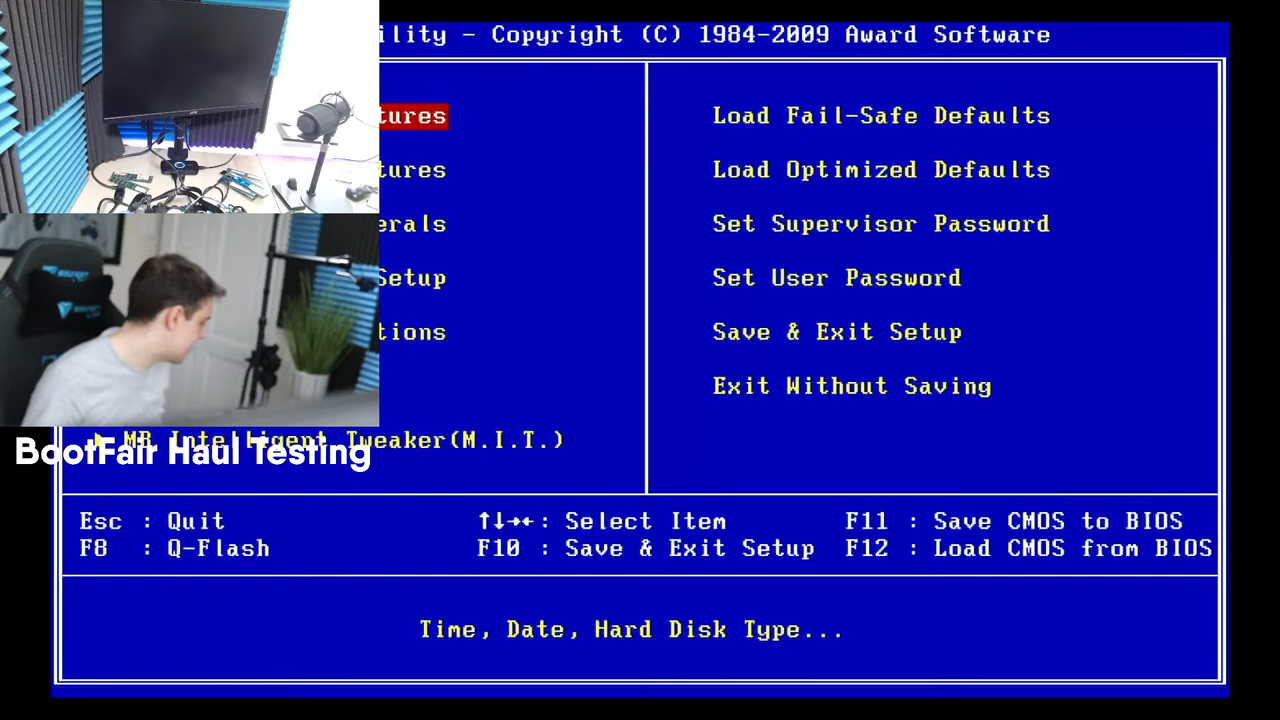 ility - Copyright (C) 1984-2009 Award Software
tures
tures
erals
Setup
tions
MB Intelligent Tweaker(M.I.T.)
Load Fail-Safe Defaults
Load Optimized Defaults
Set Supervisor Password
Set User Password
Save & Exit Setup
Exit Without Saving
BootFair Haul Testing
Esc : Quit
F8 : Q-Flash
↑↓→←: Select Item
F10 : Save & Exit Setup
F11 : Save CMOS to BIOS
F12 : Load CMOS from BIOS
Time, Date, Hard Disk Type...